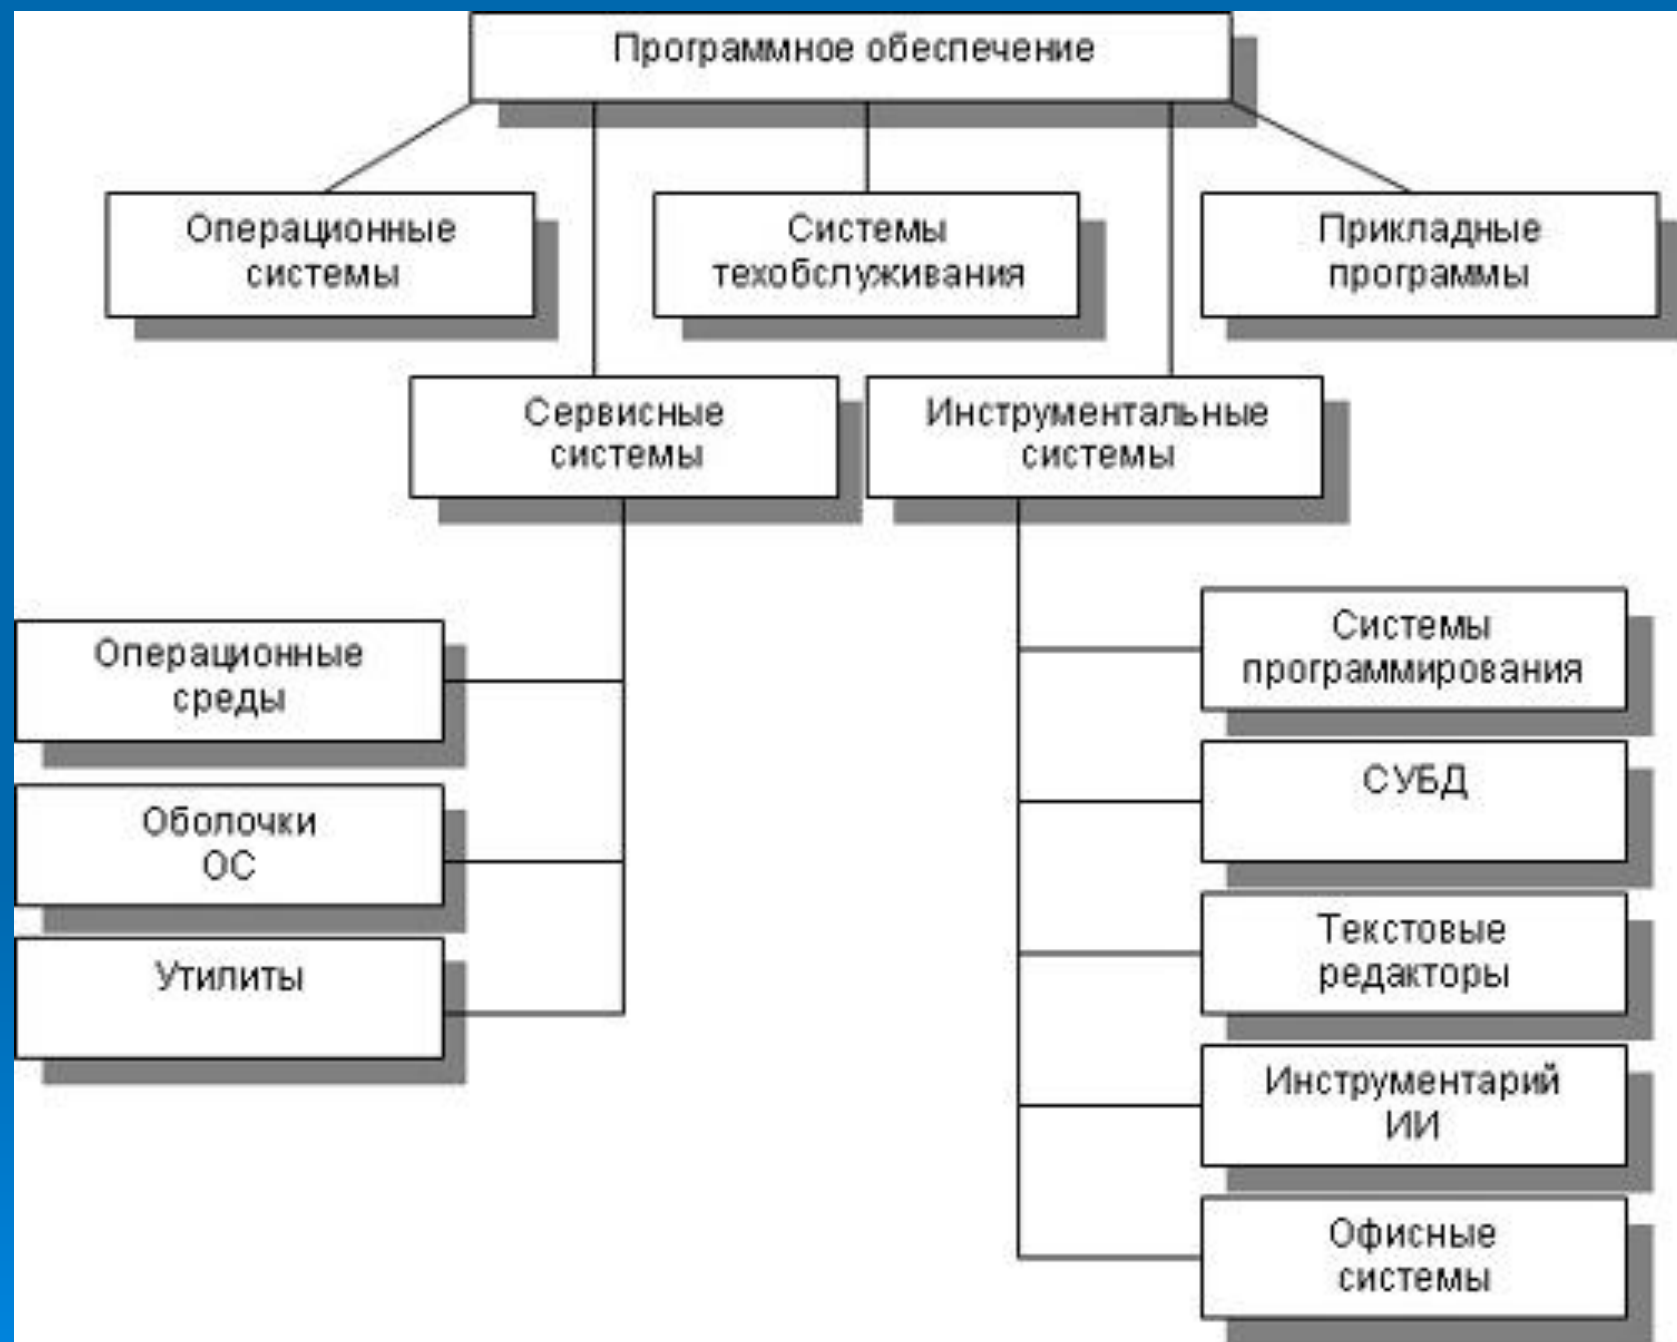 Программное обеспечение
Операционные
системы
Системы
техобслуживания
Прикладные
программы
Сервисные
системы
Инструментальные
системы
Операционные
среды
Оболочки
ОС
Утилиты
Системы
программирования
СУБД
Текстовые
редакторы
Инструментарий
ИИ
Офисные
системы